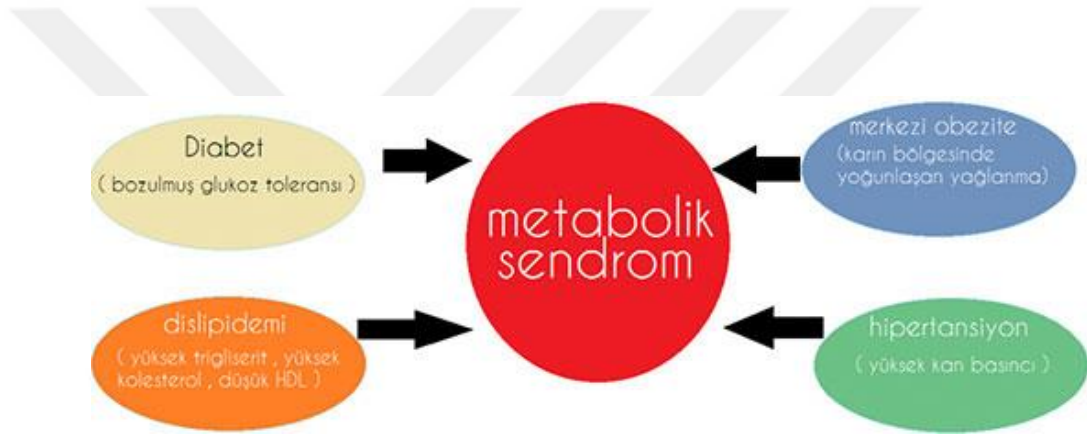 Diabet
( bozulmuş glukoz toleransı )
merkezi obezite
(karın bölgesinde
yoğunlaşan yağlanma)
metabolik
sendrom
dislipidemi
( yüksek trigliserit , yüksek
kolesterol , düşük HDL )
hipertansiyon
( yüksek kan basıncı )